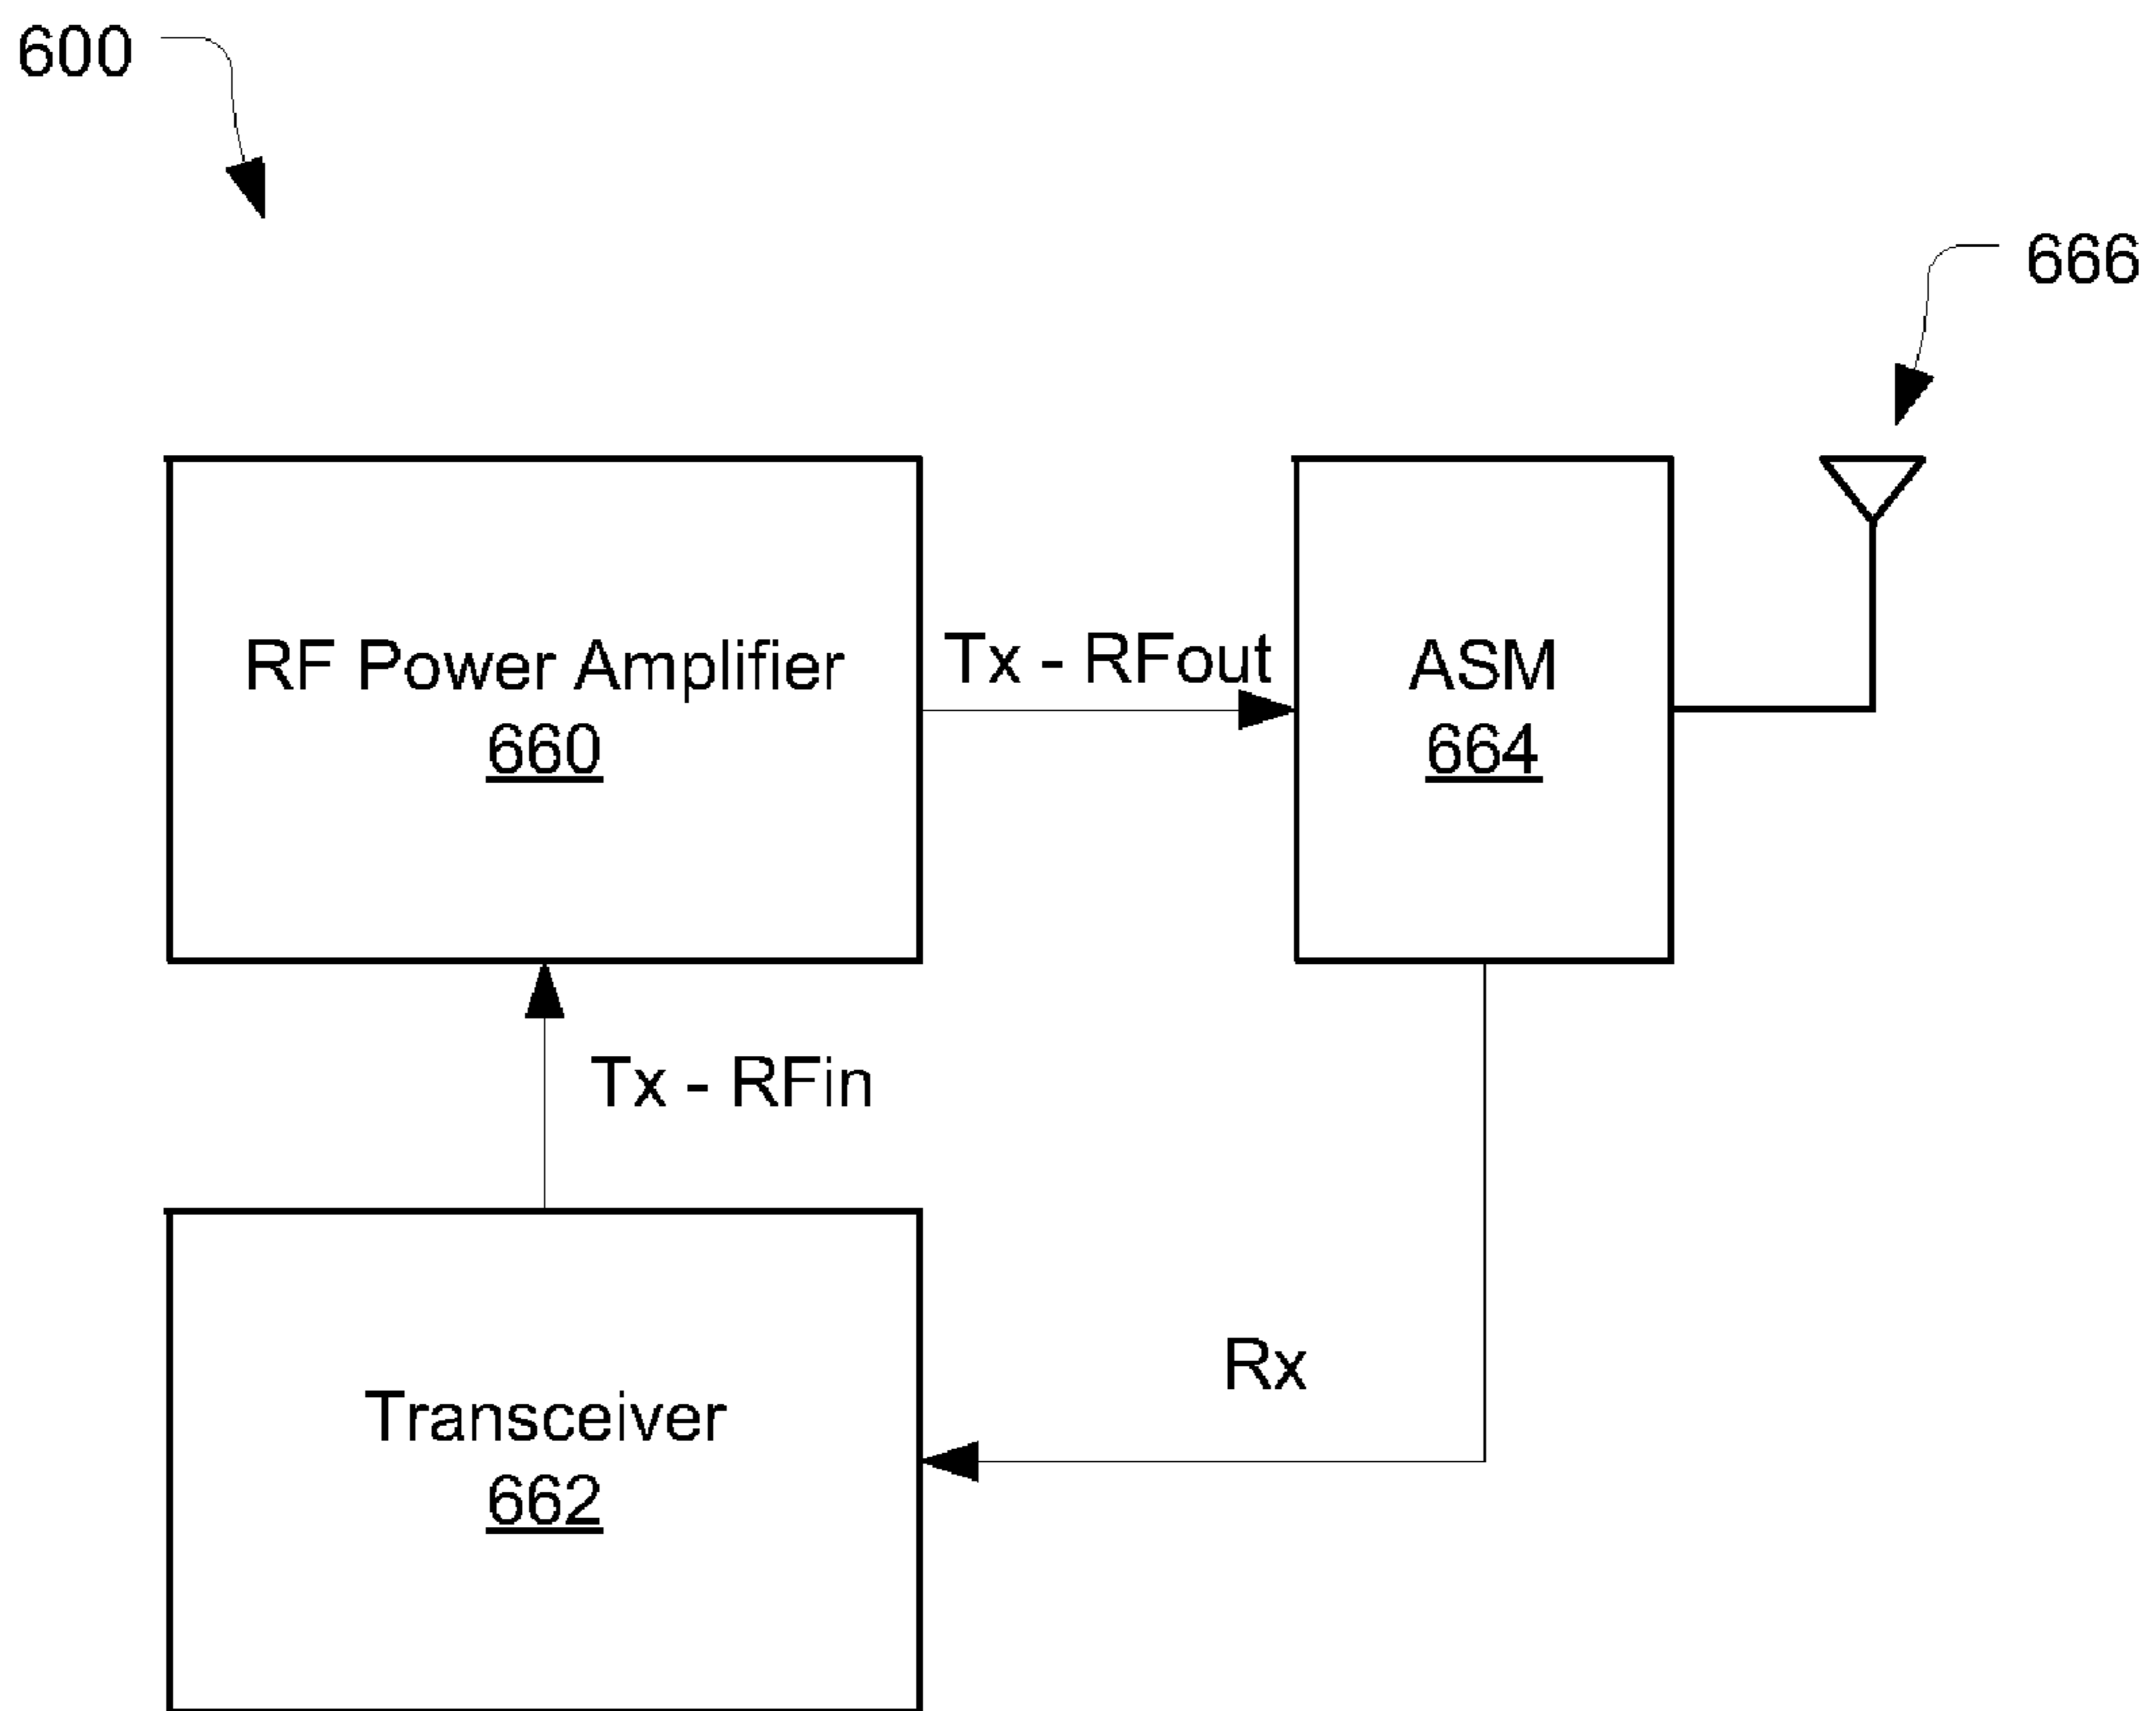 600
666
RF Power Amplifier
660
Tx - RFout
ASM
664
Tx - RFin
Rx
Transceiver
662